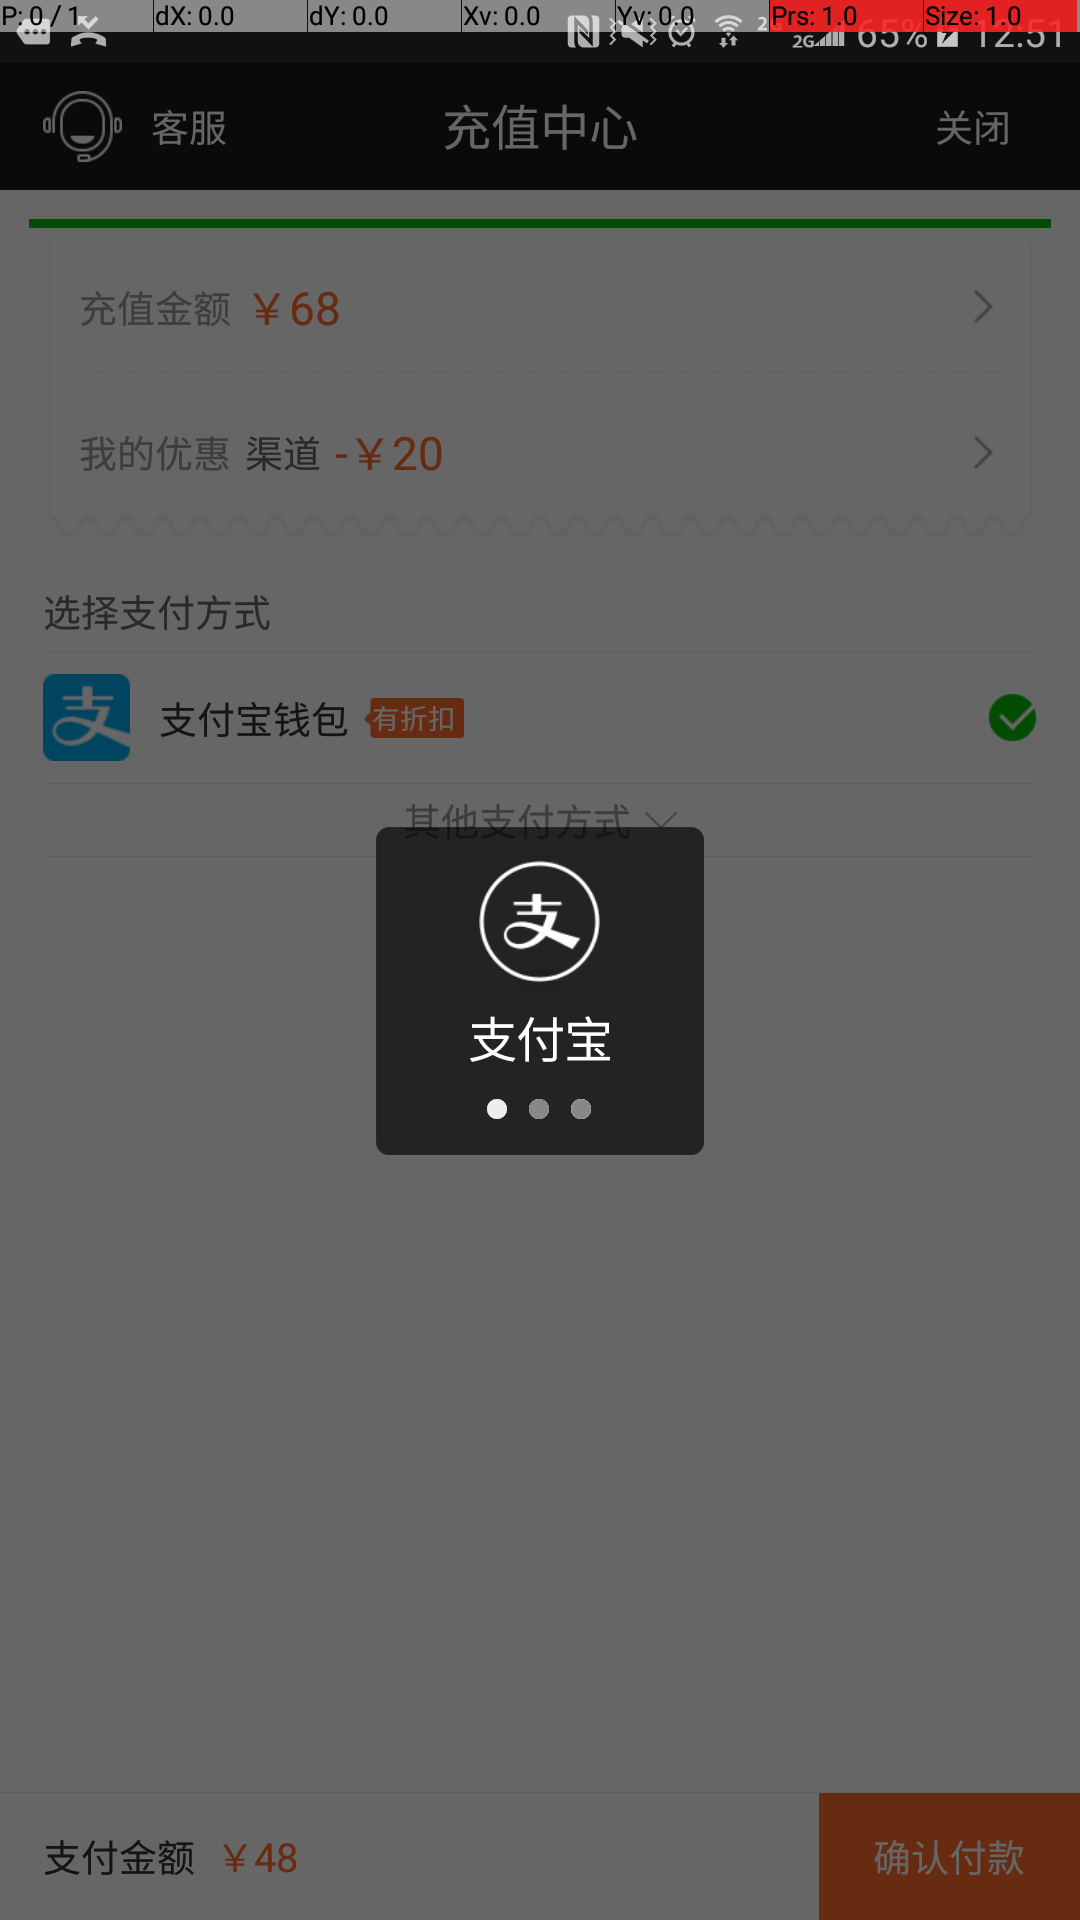 P: 0 / 1 dX: 0.0 dY: 0.0 Xv: 0.0 Yv: 0.0 Prs: 1.0 Size: 1.0
2G 65% 12:51
客服 充值中心 关闭
充值金额 ¥68
我的优惠 渠道 -¥20
选择支付方式
支付宝钱包 有折扣
其他支付方式
支付宝
支付金额 ¥48 确认付款